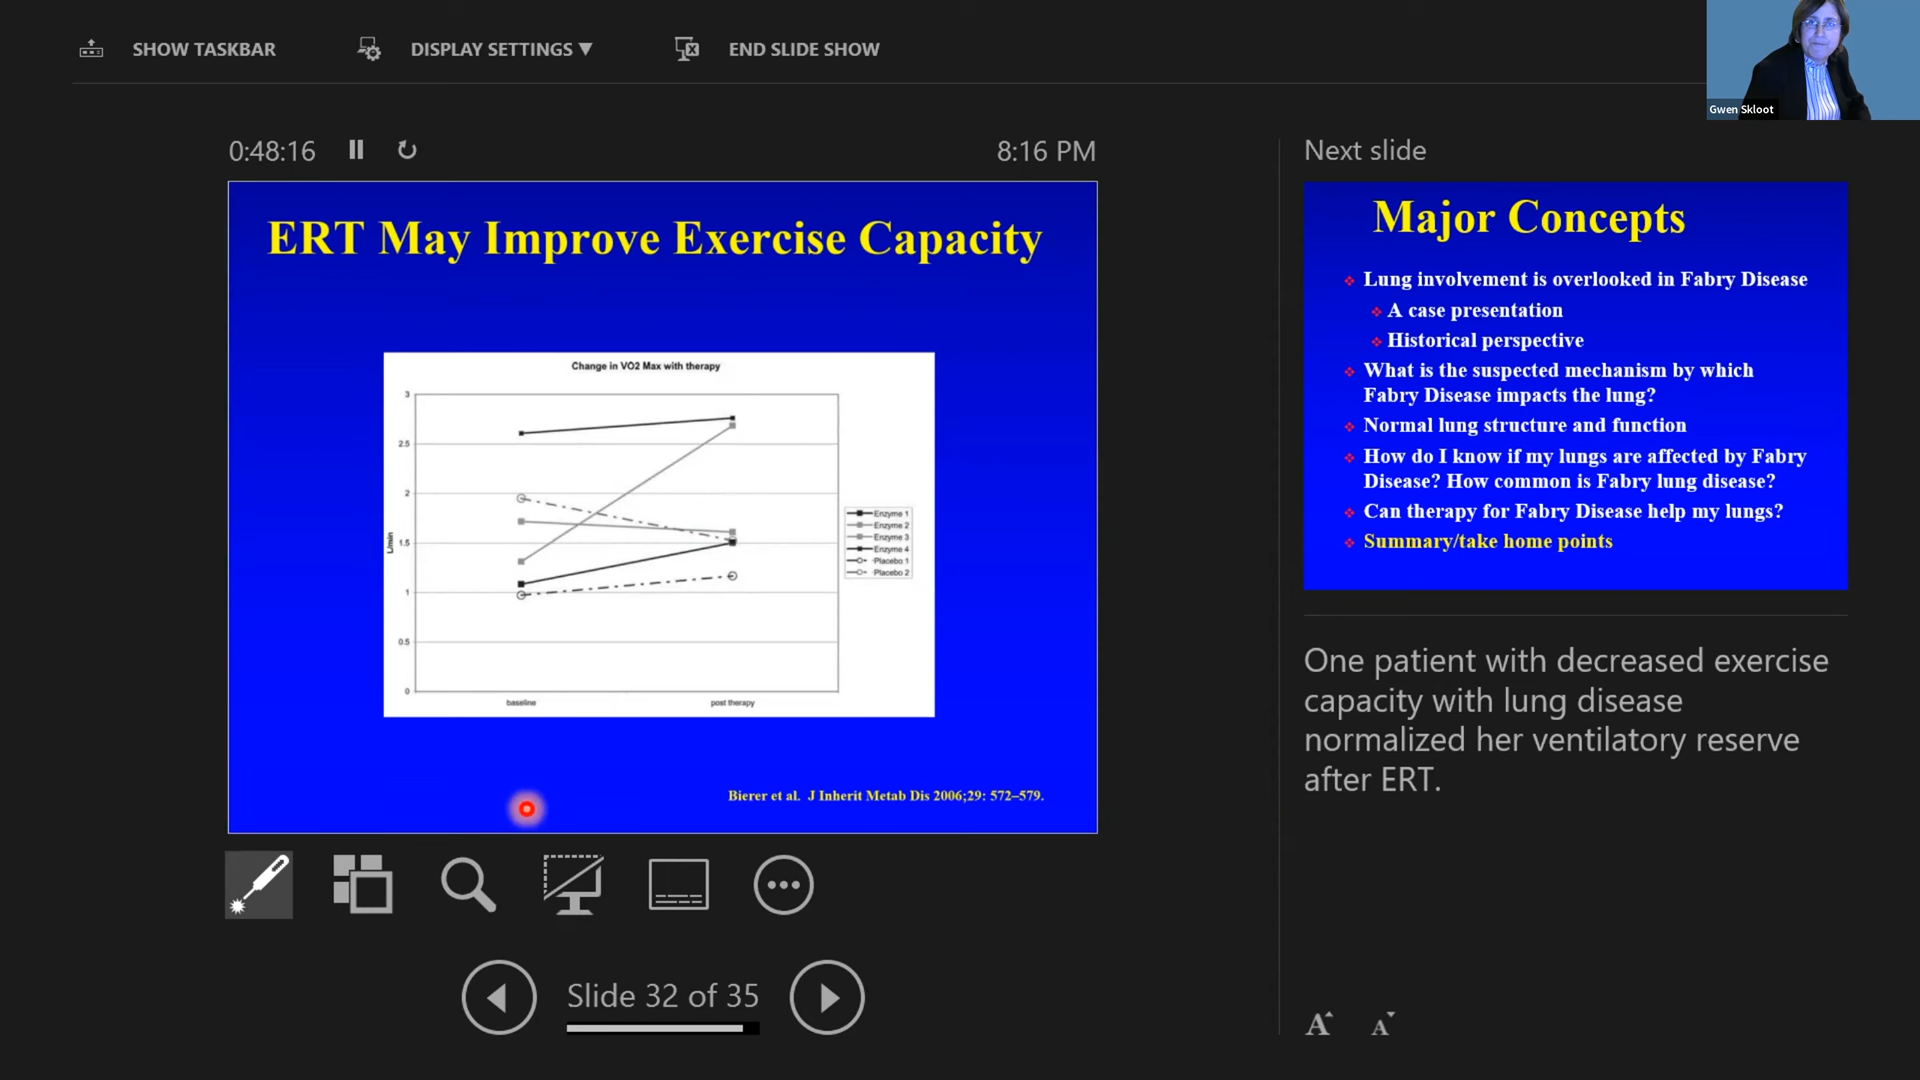 SHOW TASKBAR
DISPLAY SETTINGS ▼
END SLIDE SHOW
Gwen Skloot
0:48:16
8:16 PM
ERT May Improve Exercise Capacity
Change in VO2 Max with therapy
3
2.5
2
1.5
1
0.5
0
L/min
baseline
post therapy
Enzyme 1
Enzyme 2
Enzyme 3
Enzyme 4
Placebo 1
Placebo 2
Bierer et al. J Inherit Metab Dis 2006;29: 572–579.
Slide 32 of 35
Next slide
Major Concepts
Lung involvement is overlooked in Fabry Disease
A case presentation
Historical perspective
What is the suspected mechanism by which
Fabry Disease impacts the lung?
Normal lung structure and function
How do I know if my lungs are affected by Fabry
Disease? How common is Fabry lung disease?
Can therapy for Fabry Disease help my lungs?
Summary/take home points
One patient with decreased exercise
capacity with lung disease
normalized her ventilatory reserve
after ERT.
A A